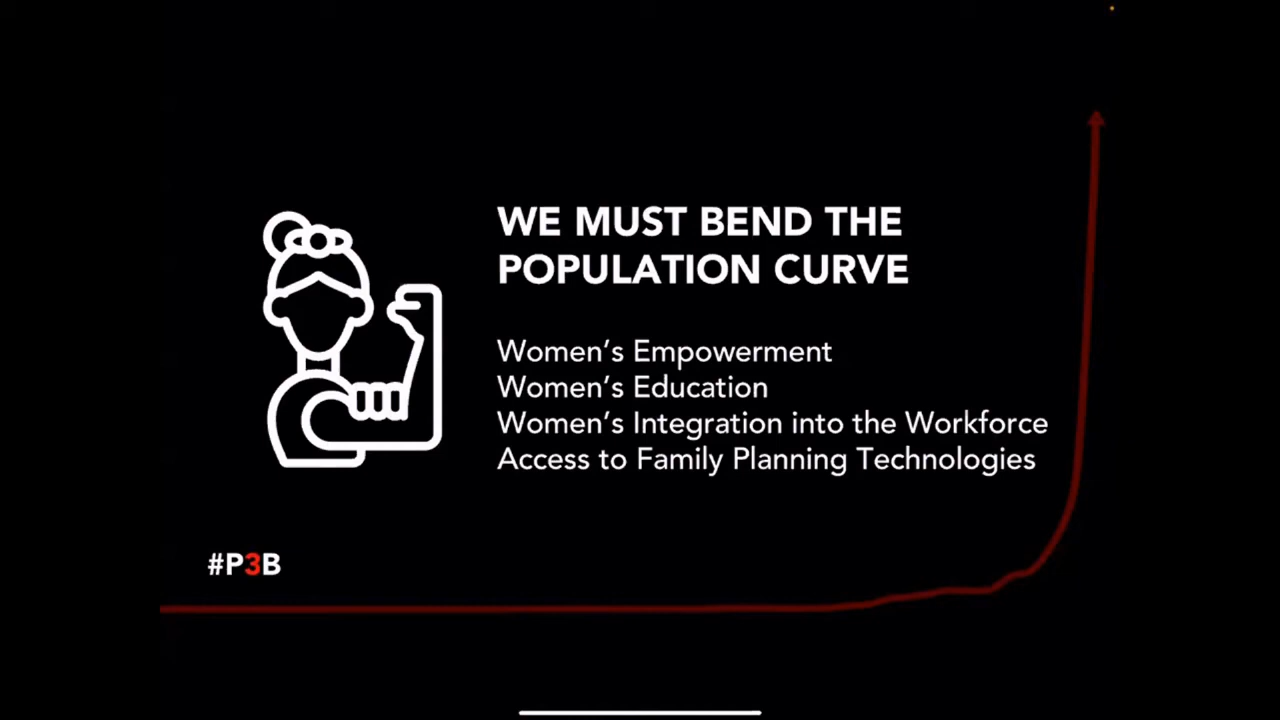 WE MUST BEND THE
POPULATION CURVE
Women’s Empowerment
Women’s Education
Women’s Integration into the Workforce
Access to Family Planning Technologies
#P3B